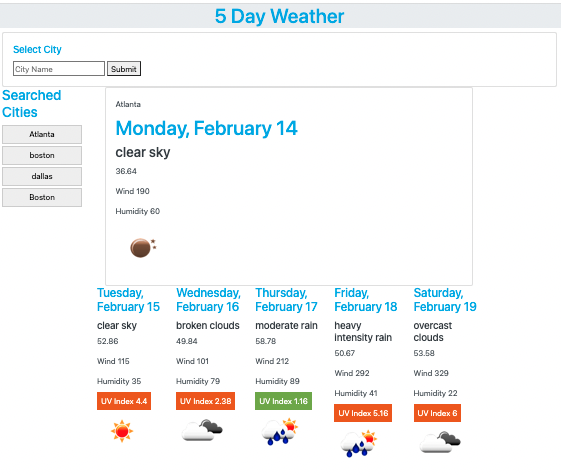 5 Day Weather
Select City
City Name
Submit
Searched
Cities
Atlanta
boston
dallas
Boston
Atlanta
Monday, February 14
clear sky
36.64
Wind 190
Humidity 60
Tuesday,
February 15
clear sky
52.86
Wind 115
Humidity 35
UV Index 4.4
Wednesday,
February 16
broken clouds
49.84
Wind 101
Humidity 79
UV Index 2.38
Thursday,
February 17
moderate rain
58.78
Wind 212
Humidity 89
UV Index 1.16
Friday,
February 18
heavy
intensity rain
50.67
Wind 292
Humidity 41
UV Index 5.16
Saturday,
February 19
overcast
clouds
53.58
Wind 329
Humidity 22
UV Index 6